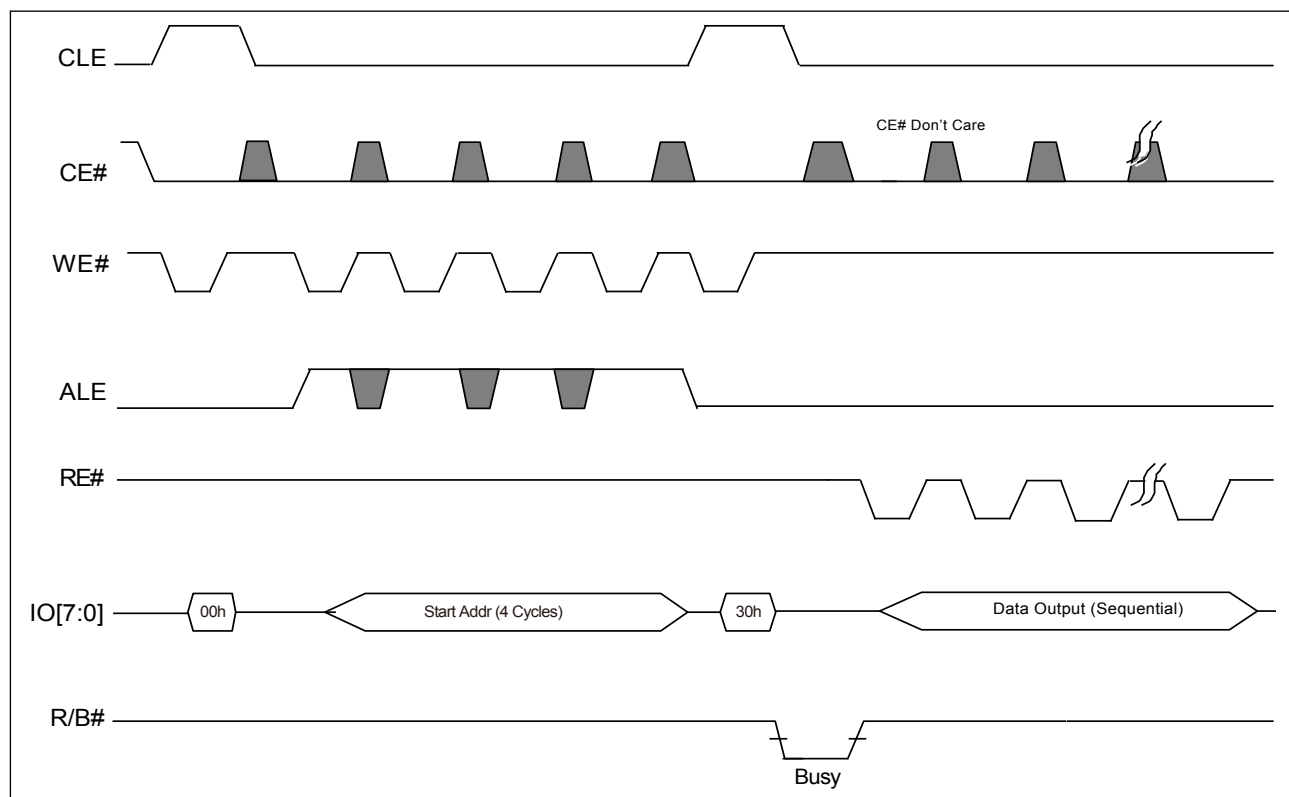 CLE
CE# Don't Care
CE#
WE#
ALE
RE#
IO[7:0]
00h
Start Addr (4 Cycles)
30h
Data Output (Sequential)
R/B#
Busy